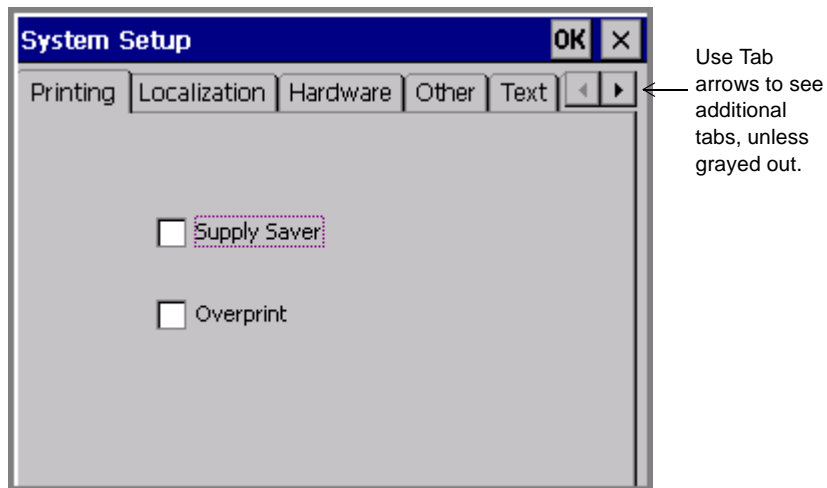 System Setup OK ×
Printing Localization Hardware Other Text
Supply Saver
Overprint
Use Tab
arrows to see
additional
tabs, unless
grayed out.